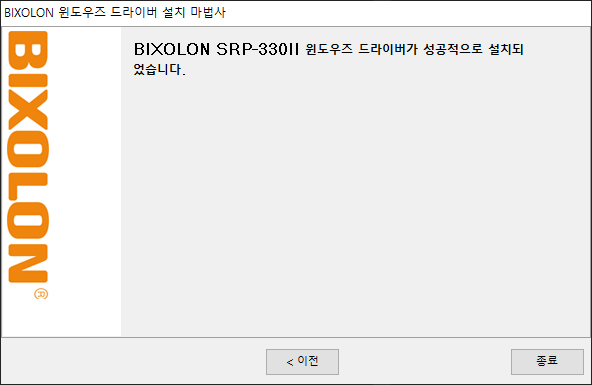 BIXOLON 윈도우즈 드라이버 설치 마법사
BIXOLON®
BIXOLON SRP-330II 윈도우즈 드라이버가 성공적으로 설치되
었습니다.
< 이전
종료